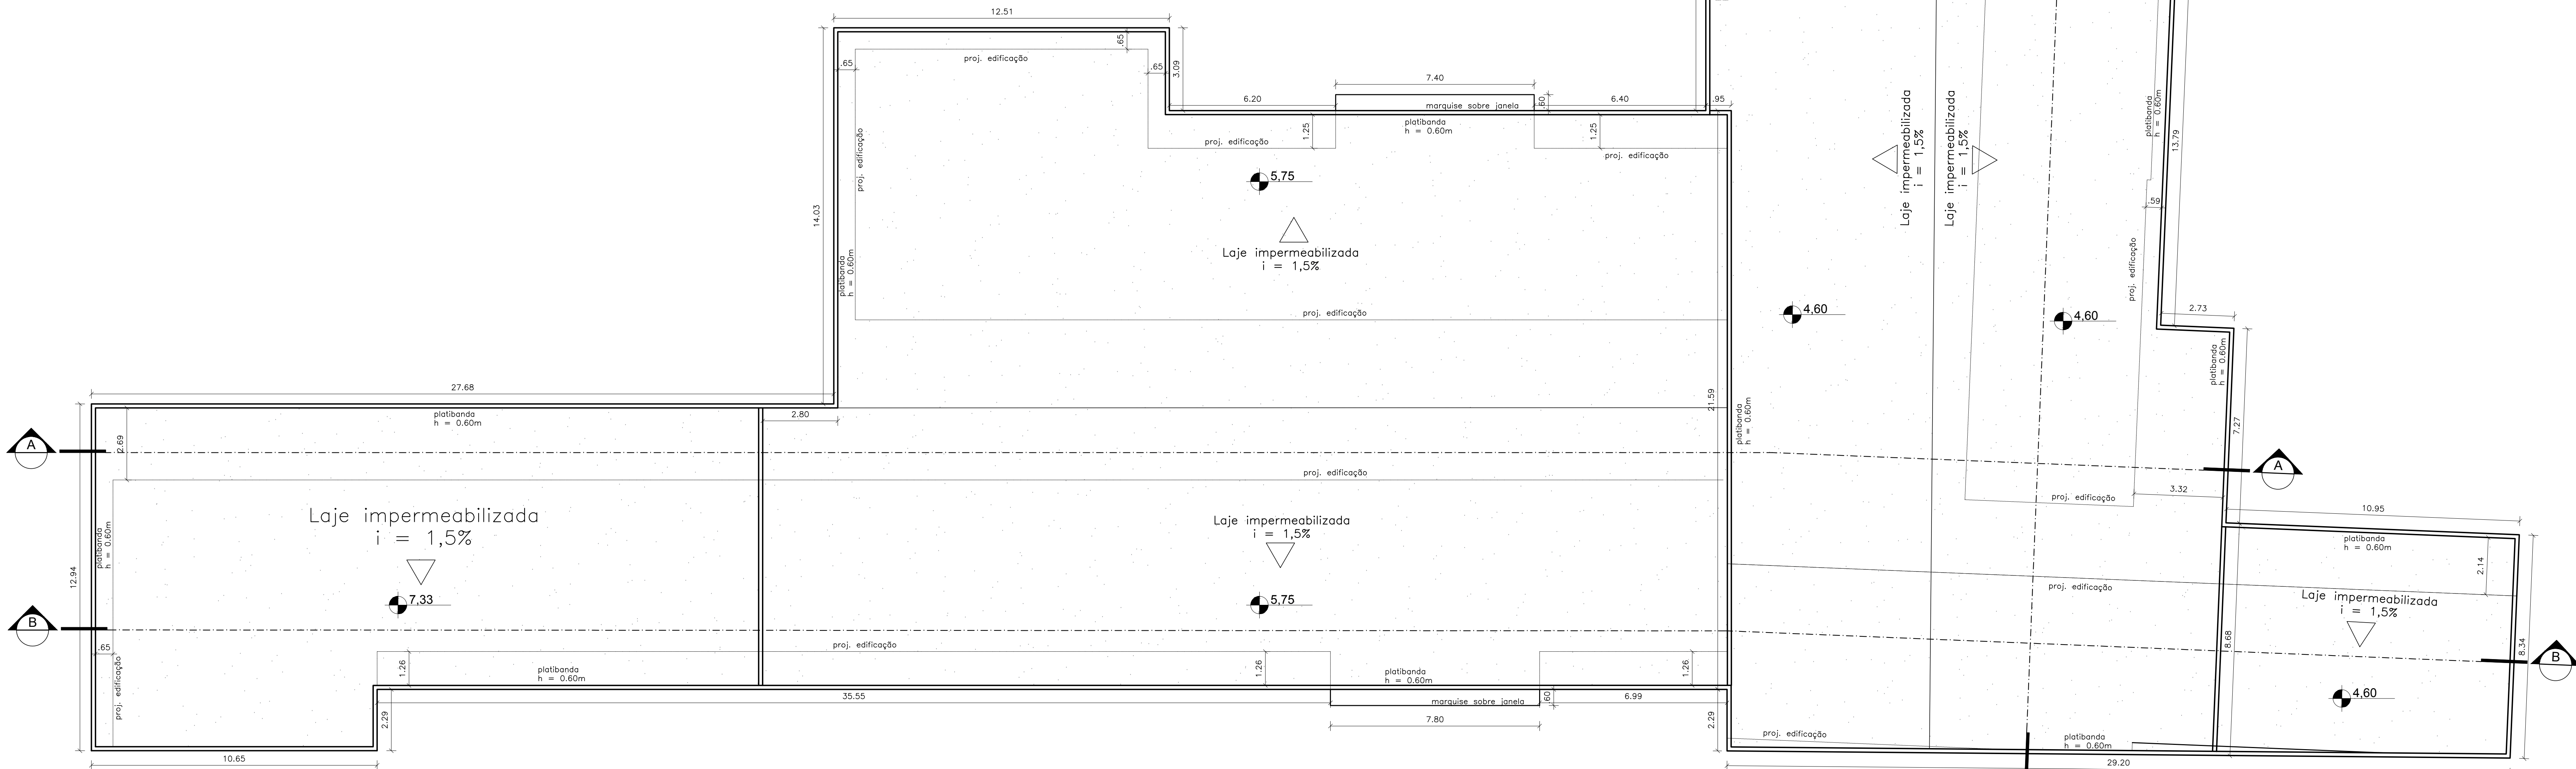 12.51
.65
proj. edificação
.65
.65
3.09
7.40
6.20
marquise sobre janela
.60
6.40
.95
platibanda
h = 0.60m
1.25
1.25
proj. edificação
proj. edificação
proj. edificação
14.03
5,75
Laje impermeabilizada
i = 1,5%
platibanda
h = 0.60m
proj. edificação
Laje impermeabilizada
i = 1,5%
Laje impermeabilizada
i = 1,5%
platibanda
h = 0.60m
13.79
.59
proj. edificação
4,60
4,60
2.73
platibanda
h = 0.60m
27.68
platibanda
h = 0.60m
2.80
21.59
platibanda
h = 0.60m
7.27
A
2.69
A
proj. edificação
3.32
proj. edificação
10.95
Laje impermeabilizada
i = 1,5%
platibanda
h = 0.60m
12.94
Laje impermeabilizada
i = 1,5%
platibanda
h = 0.60m
2.14
proj. edificação
Laje impermeabilizada
i = 1,5%
7,33
5,75
B
.65
proj. edificação
proj. edificação
1.26
1.26
1.26
platibanda
h = 0.60m
platibanda
h = 0.60m
8.68
8.34
B
35.55
marquise sobre janela
.60
6.99
4,60
2.29
7.80
2.29
proj. edificação
platibanda
h = 0.60m
10.65
29.20